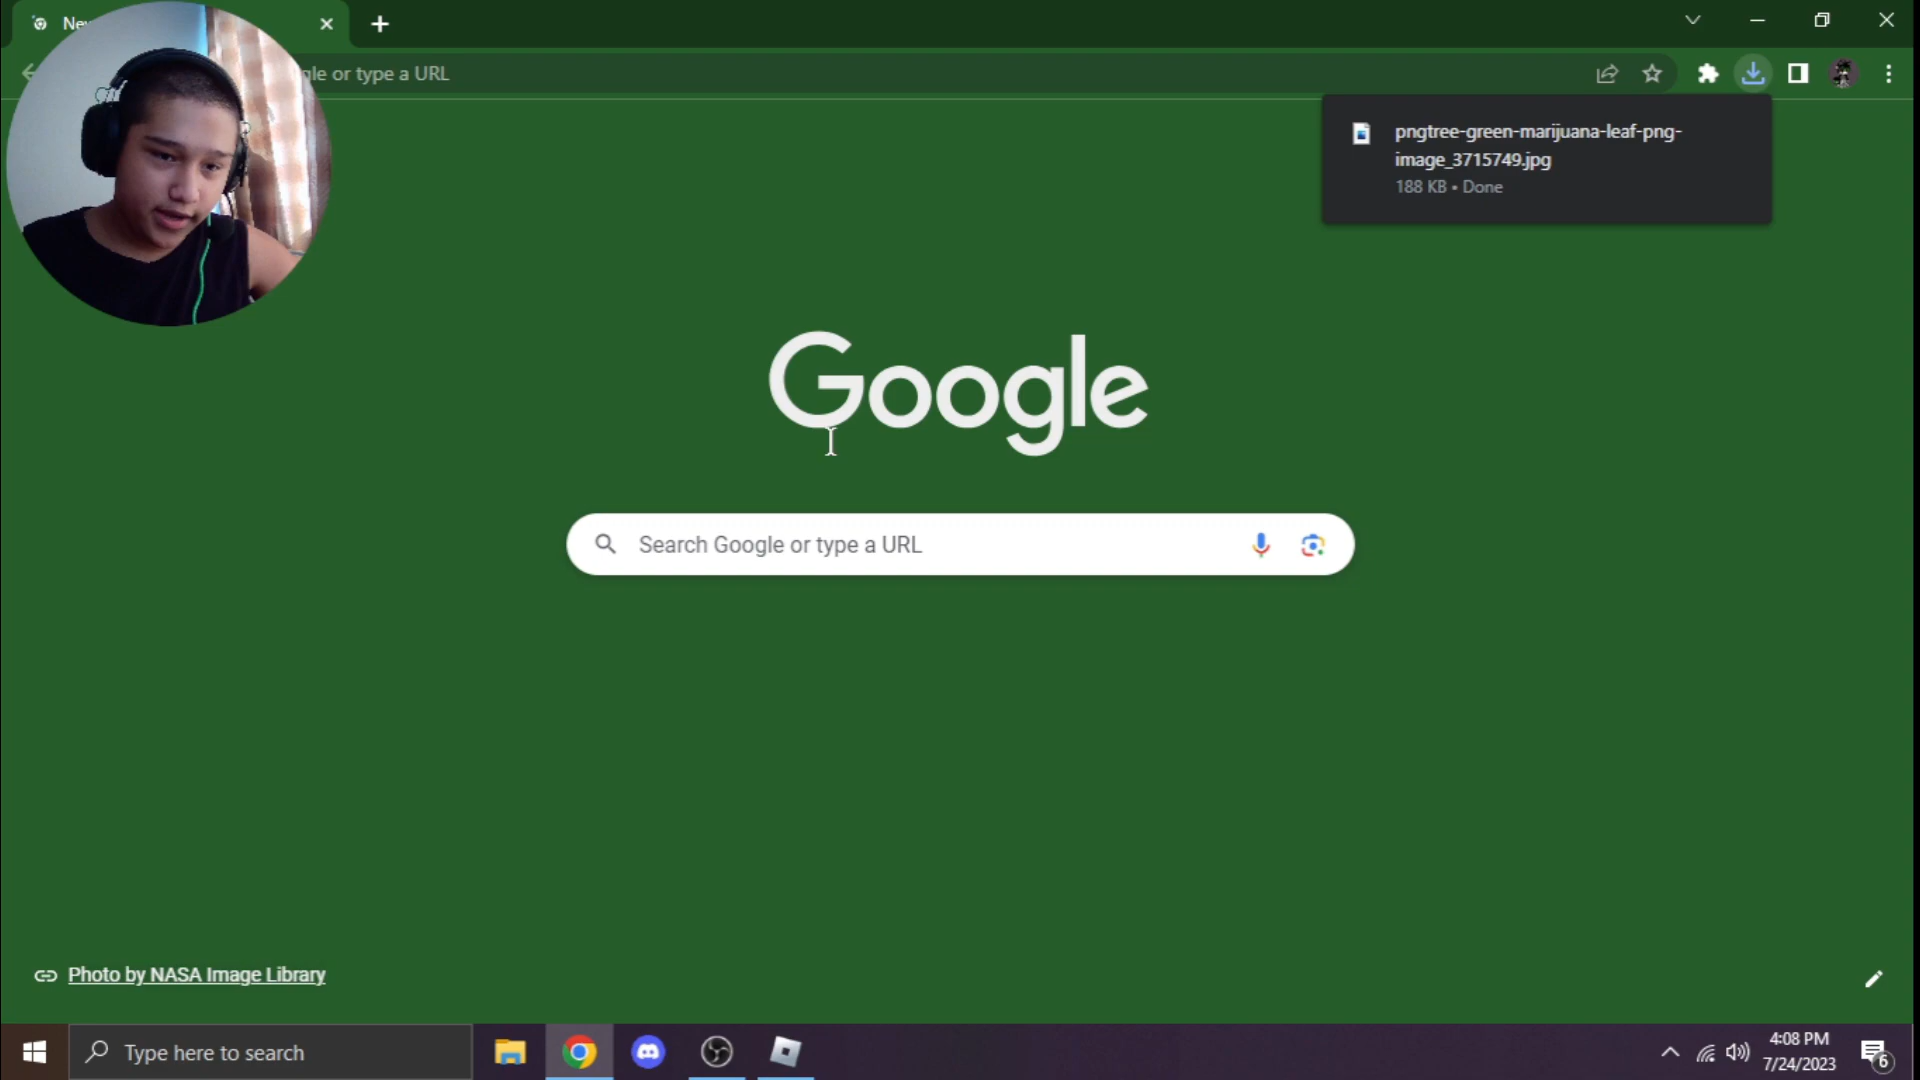 Ne
gle or type a URL
pngtree-green-marijuana-leaf-png-
image_3715749.jpg
188 KB • Done
Google
Search Google or type a URL
Photo by NASA Image Library
Type here to search
4:08 PM
7/24/2023
6